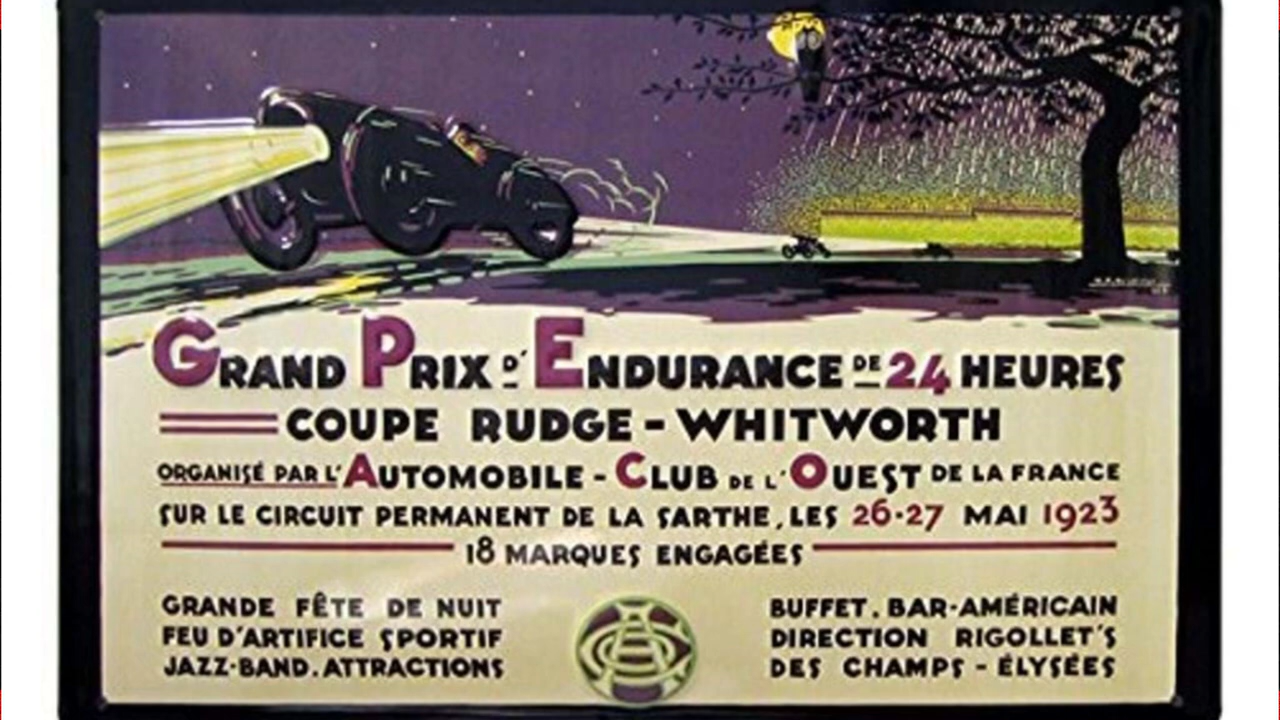 GRAND PRIX D' ENDURANCE DE 24 HEURES
COUPE RUDGE - WHITWORTH
ORGANISÉ PAR L'AUTOMOBILE - CLUB DE L'OUEST DE LA FRANCE
SUR LE CIRCUIT PERMANENT DE LA SARTHE, LES 26-27 MAI 1923
18 MARQUES ENGAGÉES
GRANDE FÊTE DE NUIT
FEU D'ARTIFICE SPORTIF
JAZZ-BAND. ATTRACTIONS
BUFFET. BAR-AMÉRICAIN
DIRECTION RIGOLLET'S
DES CHAMPS - ÉLYSÉES